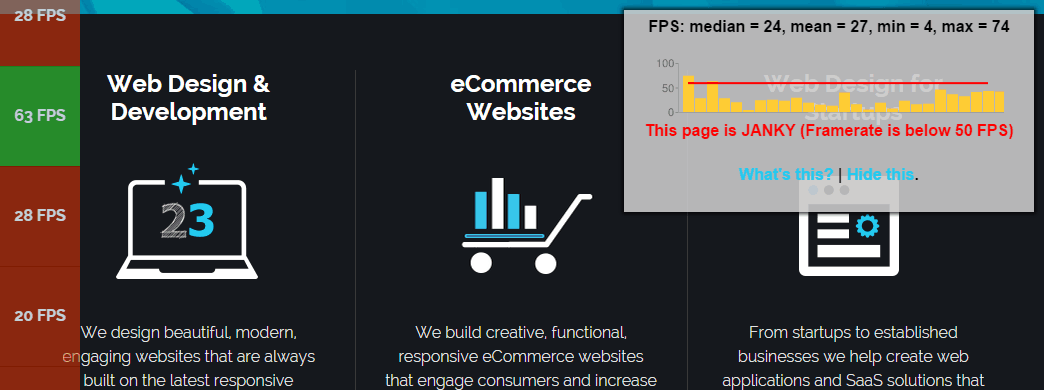 28 FPS
63 FPS
28 FPS
20 FPS
Web Design &
Development
23
We design beautiful, modern,
engaging websites that are always
built on the latest responsive
eCommerce
Websites
We build creative, functional,
responsive eCommerce websites
that engage consumers and increase
FPS: median = 24, mean = 27, min = 4, max = 74
100
50
0
This page is JANKY (Framerate is below 50 FPS)
What's this? | Hide this.
Web Design for
Startups
From startups to established
businesses we help create web
applications and SaaS solutions that